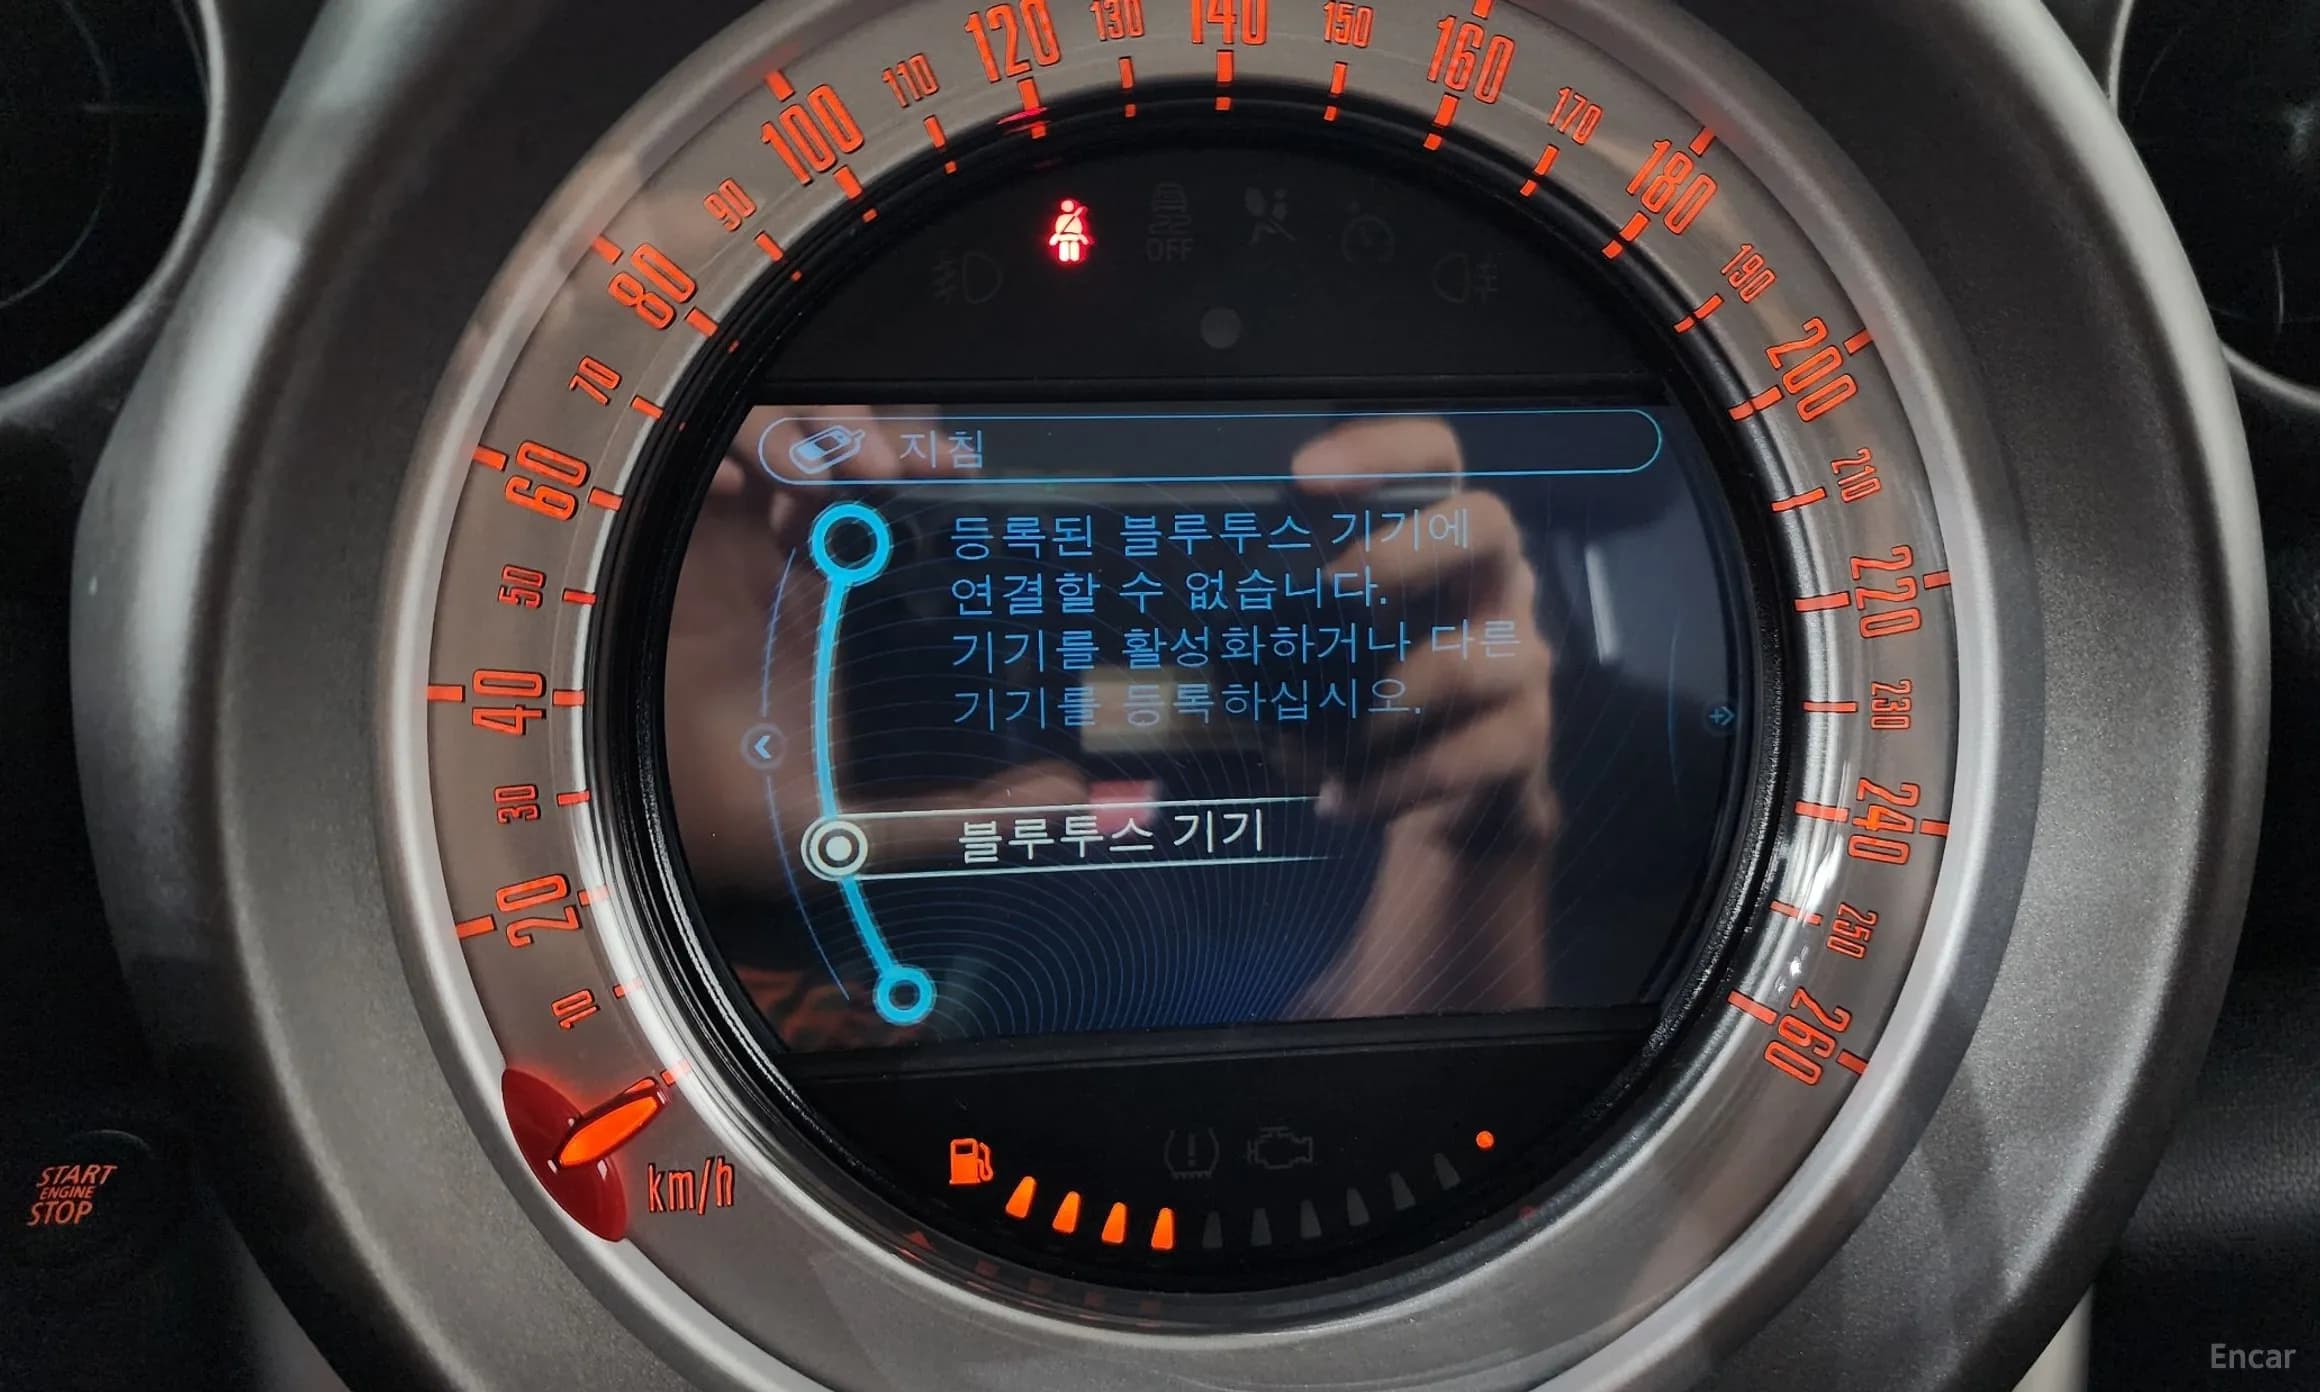 10
20
30
40
50
60
70
80
90
100
110
120
130
140
150
160
170
180
190
200
210
220
230
240
250
260
km/h
OFF
지침
등록된 블루투스 기기에
연결할 수 없습니다.
기기를 활성화하거나 다른
기기를 등록하십시오.
블루투스 기기
START
ENGINE
STOP
Encar